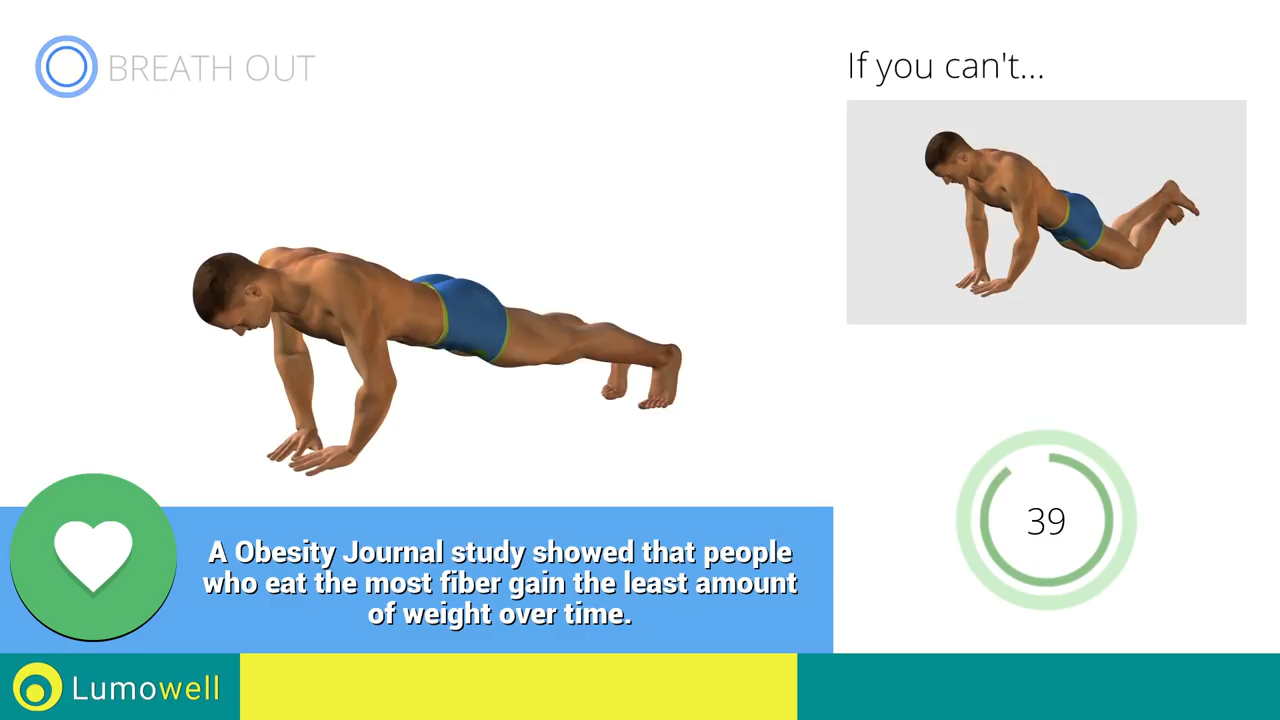 BREATH OUT
If you can't...
39
A Obesity Journal study showed that people
who eat the most fiber gain the least amount
of weight over time.
Lumowell